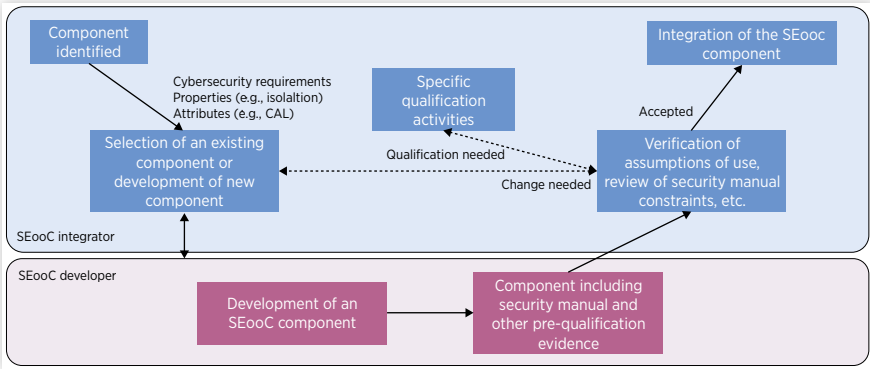 Component
identified
Integration of the SEooc
component
Cybersecurity requirements
Properties (e.g., isolaltion)
Attributes (e.g., CAL)
Specific
qualification
activities
Accepted
Selection of an existing
component or
development of new
component
Qualification needed
Change needed
Verification of
assumptions of use,
review of security manual
constraints, etc.
SEooC integrator
SEooC developer
Development of an
SEooC component
Component including
security manual and
other pre-qualification
evidence